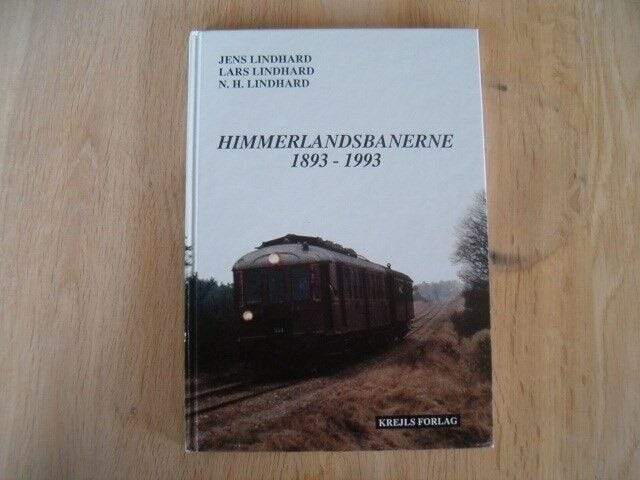 JENS LINDHARD
LARS LINDHARD
N. H. LINDHARD
HIMMERLANDSBANERNE
1893 - 1993
KREJLS FORLAG